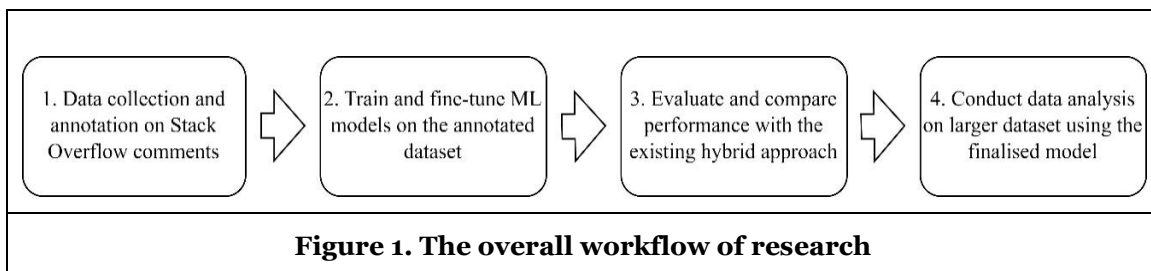 1. Data collection and
annotation on Stack
Overflow comments
2. Train and fine-tune ML
models on the annotated
dataset
3. Evaluate and compare
performance with the
existing hybrid approach
4. Conduct data analysis
on larger dataset using the
finalised model
Figure 1. The overall workflow of research